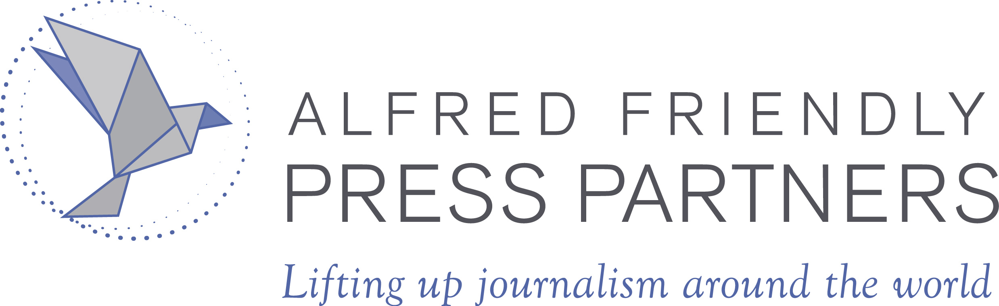 ALFRED FRIENDLY
PRESS PARTNERS
Lifting up journalism around the world